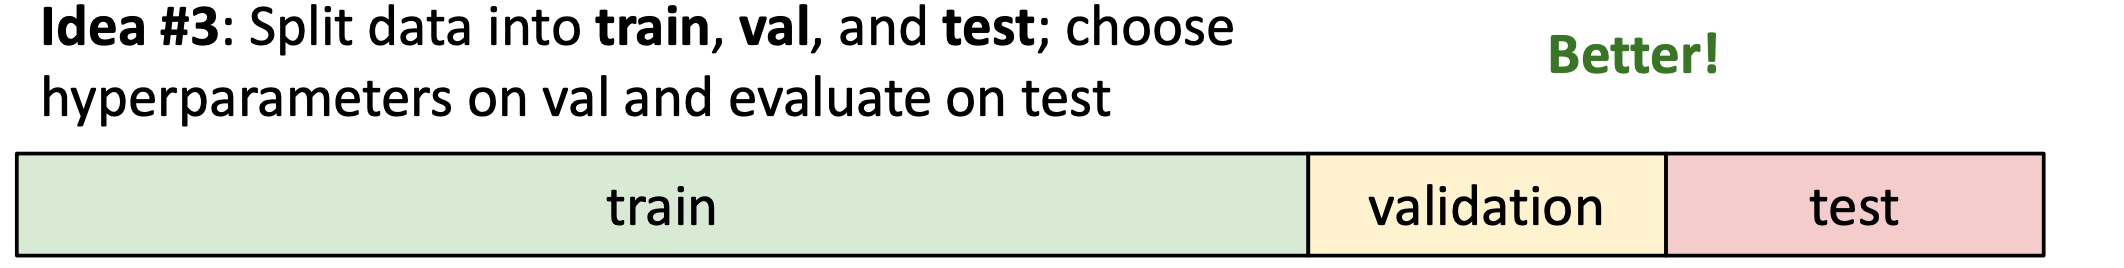 Idea #3: Split data into train, val, and test; choose
hyperparameters on val and evaluate on test
Better!
train
validation
test